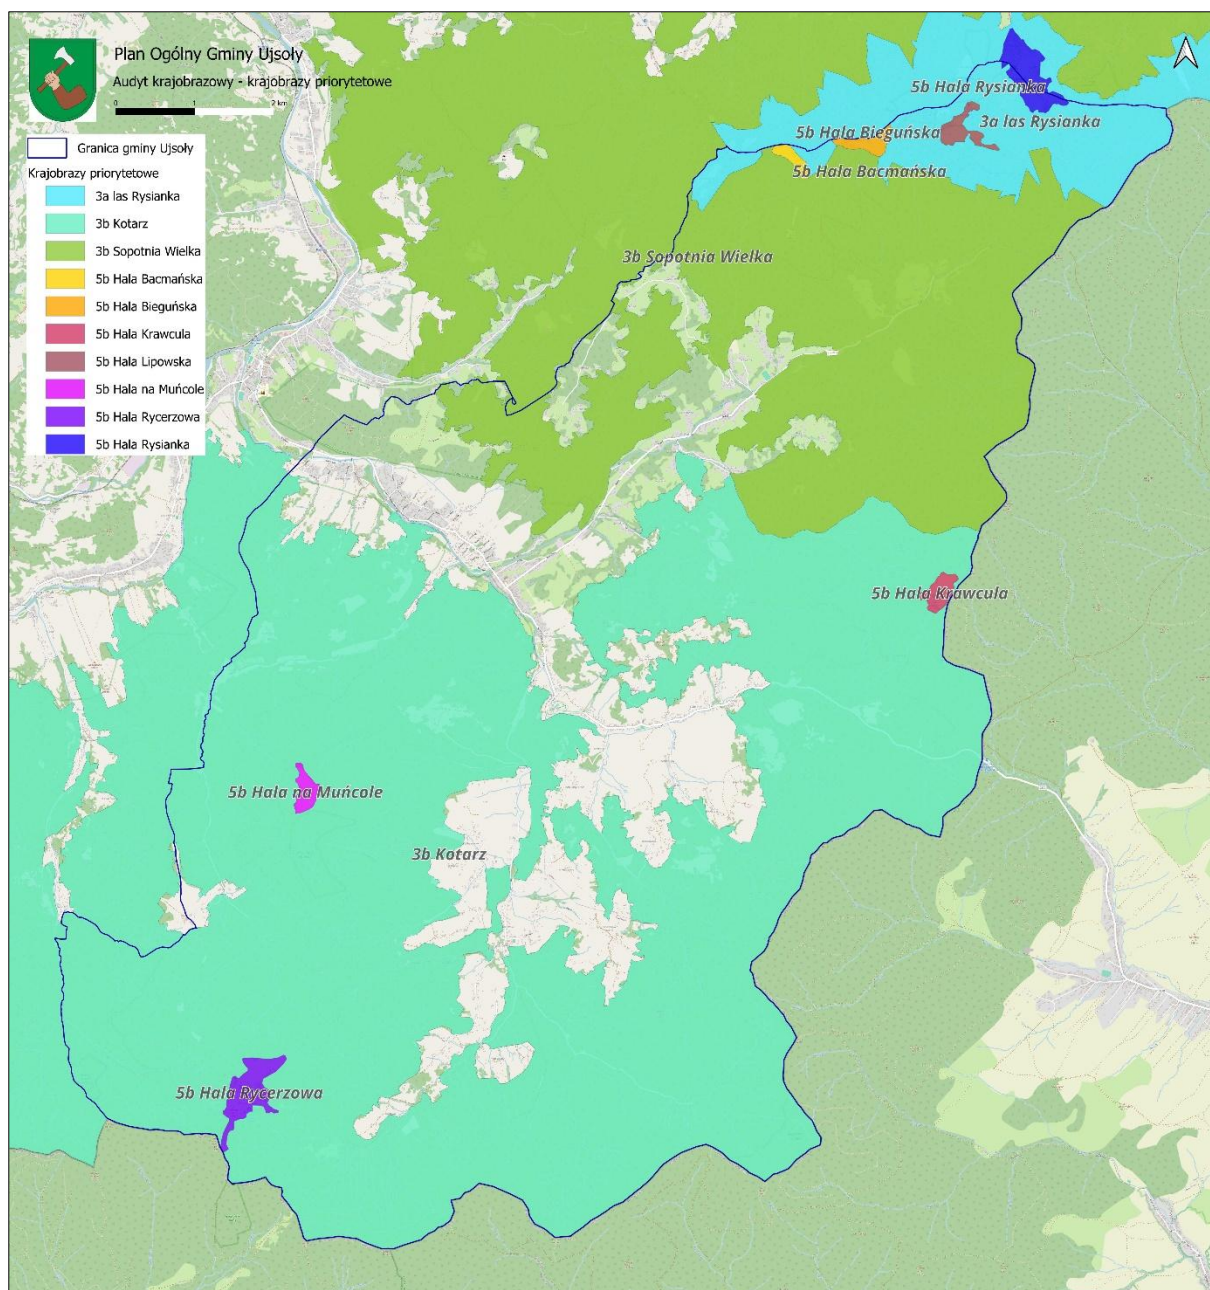 Plan Ogólny Gminy Ujsoły
Audyt krajobrazowy - krajobrazy priorytetowe
0 1 2 km
Granica gminy Ujsoły
Krajobrazy priorytetowe
3a las Rysianka
3b Kotarz
3b Sopotnia Wielka
5b Hala Bacmańska
5b Hala Bieguńska
5b Hala Krawcula
5b Hala Lipowska
5b Hala na Muńcole
5b Hala Rycerzowa
5b Hala Rysianka
5b Hala Rysianka
3a las Rysianka
5b Hala Bieguńska
5b Hala Bacmańska
3b Sopotnia Wielka
5b Hala Krawcula
5b Hala na Muńcole
3b Kotarz
5b Hala Rycerzowa